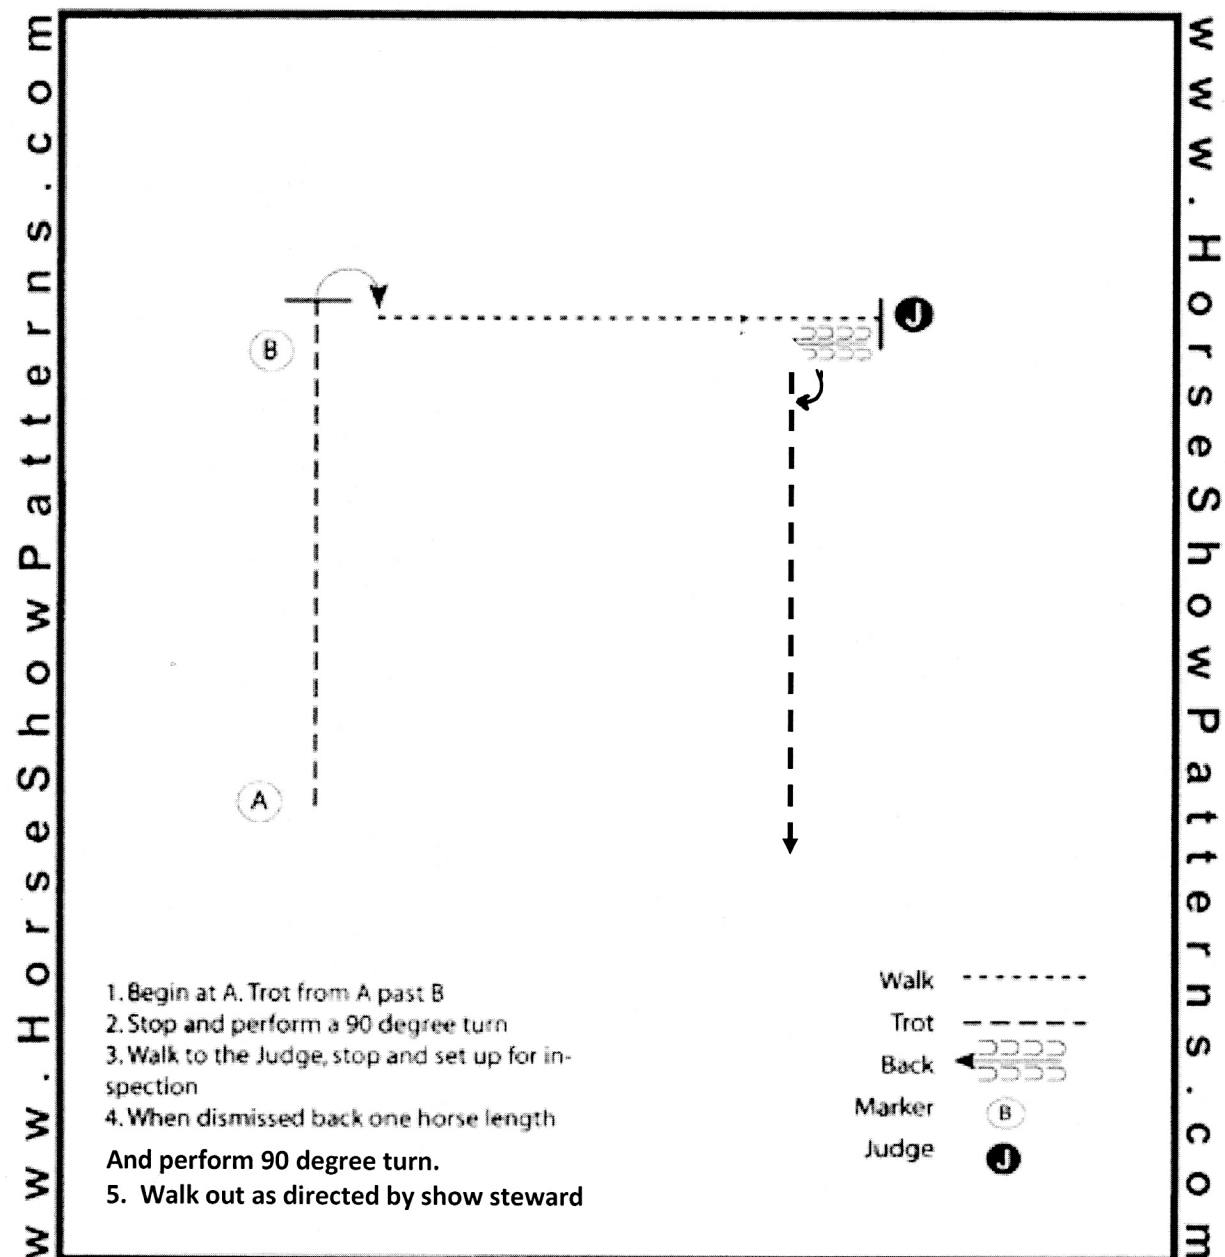 www.HorseShowPatterns.com
www.HorseShowPatterns.com
J
B
A
1. Begin at A. Trot from A past B
2. Stop and perform a 90 degree turn
3. Walk to the Judge, stop and set up for in-
spection
4. When dismissed back one horse length
And perform 90 degree turn.
5.  Walk out as directed by show steward
Walk
Trot
Back
Marker B
Judge J